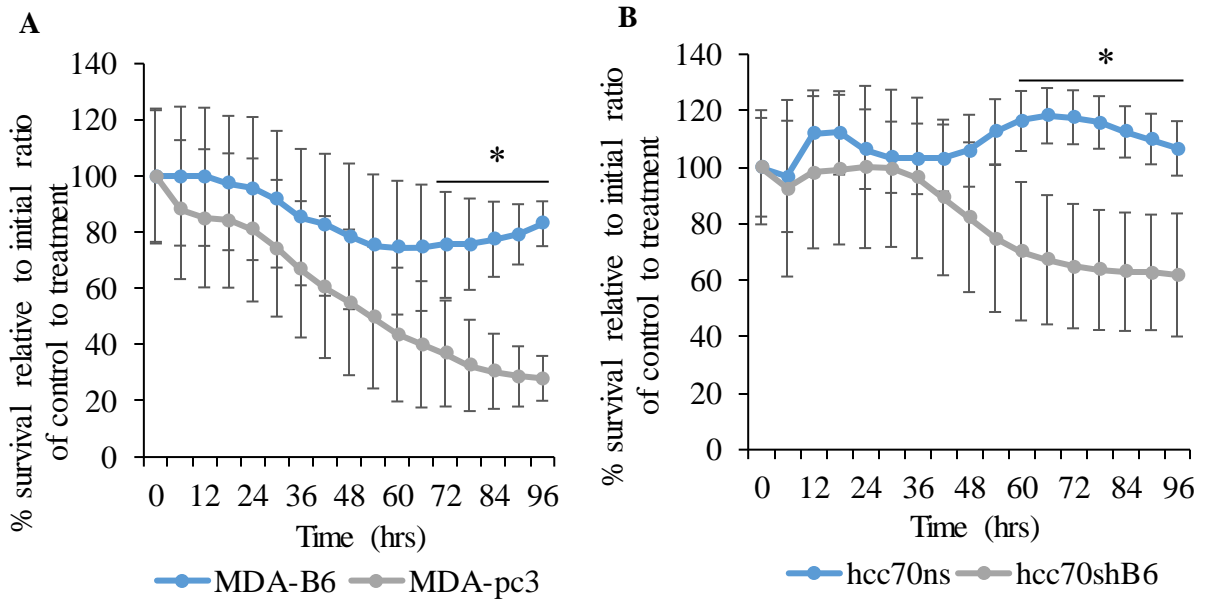 A
% survival relative to initial ratio
of control to treatment
140
120
100
80
60
40
20
0
*
0 12 24 36 48 60 72 84 96
Time (hrs)
MDA-B6 MDA-pc3
B
% survival relative to initial ratio
of control to treatment
140
120
100
80
60
40
20
0
*
0 12 24 36 48 60 72 84 96
Time (hrs)
hcc70ns hcc70shB6